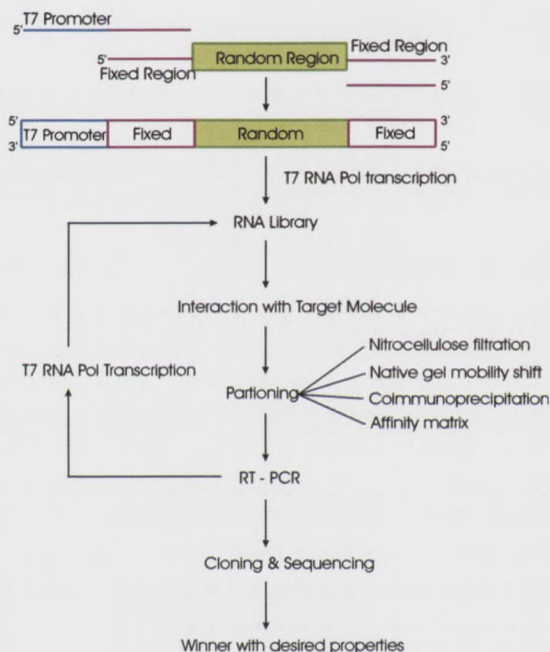 T7 Promoter
5'
5'
Fixed Region
Random Region
Fixed Region
3'
5'
5'
3'
T7 Promoter
Fixed
Random
Fixed
3'
5'
T7 RNA Pol transcription
RNA Library
Interaction with Target Molecule
Nitrocellulose filtration
Native gel mobility shift
T7 RNA Pol Transcription
Partioning
Coimmunoprecipitation
Affinity matrix
RT - PCR
Cloning & Sequencing
Winner with desired properties